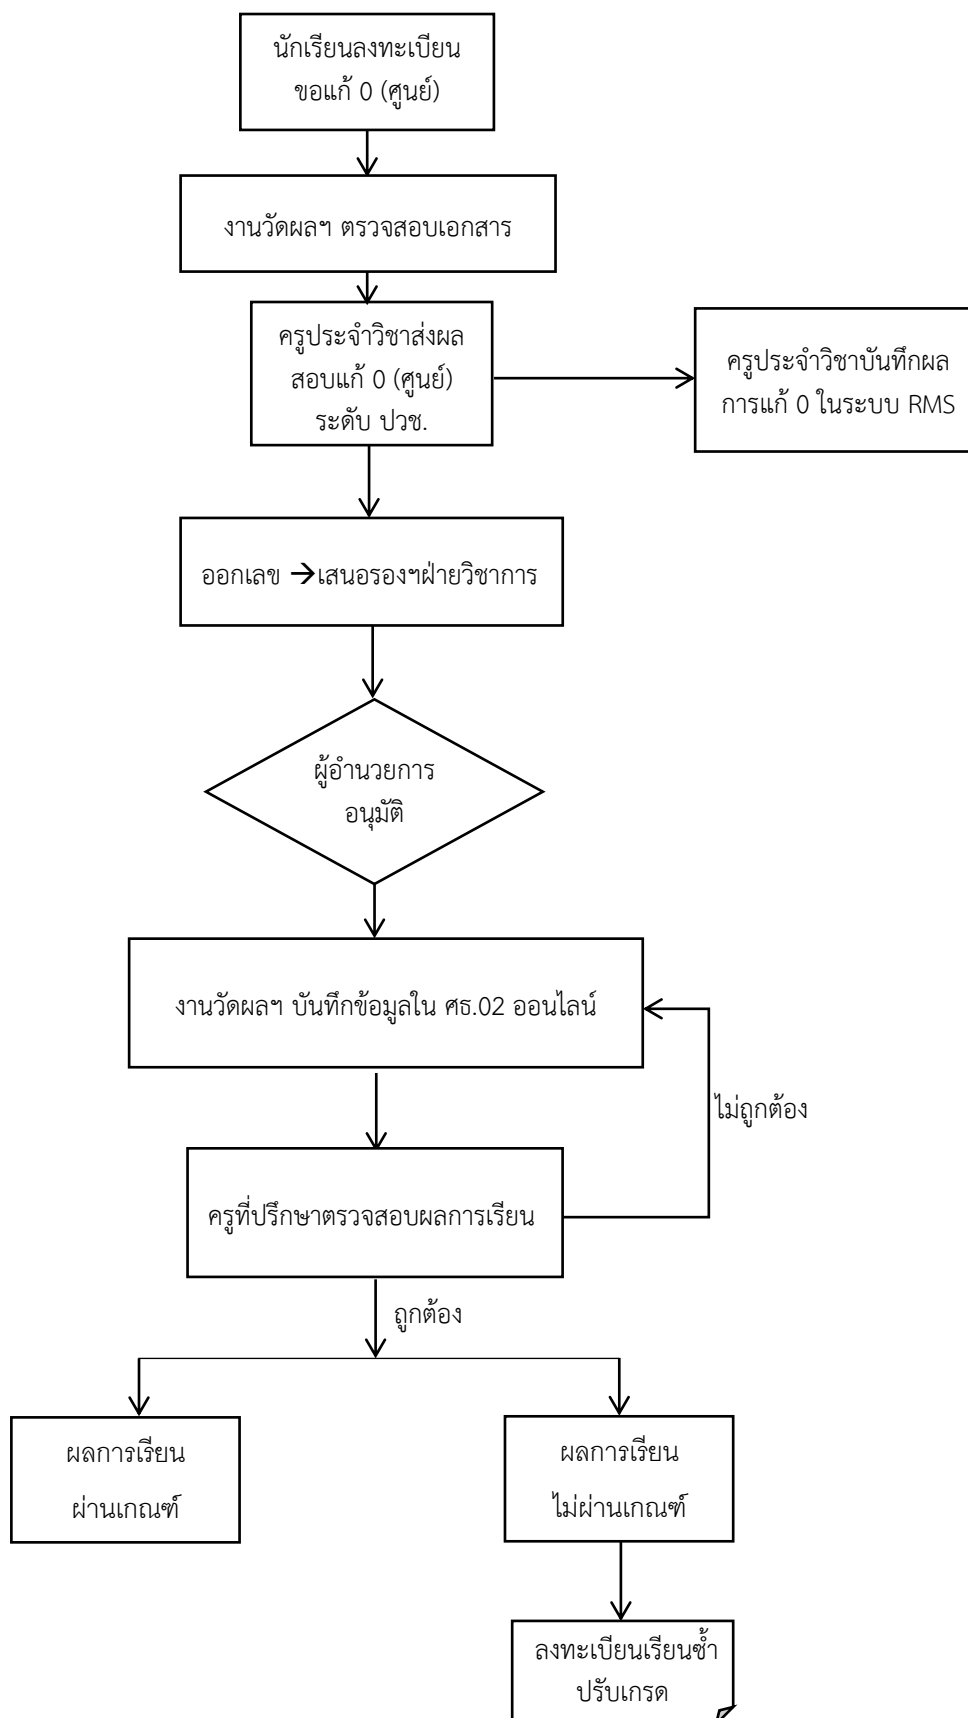 นักเรียนลงทะเบียน
ขอแก้ 0 (ศูนย์)
งานวัดผลฯ ตรวจสอบเอกสาร
ครูประจำวิชาส่งผล
สอบแก้ 0 (ศูนย์)
ระดับ ปวช.
ครูประจำวิชาบันทึกผล
การแก้ 0 ในระบบ RMS
ออกเลข →เสนอรองฯฝ่ายวิชาการ
ผู้อำนวยการ
อนุมัติ
งานวัดผลฯ บันทึกข้อมูลใน ศธ.02 ออนไลน์
ไม่ถูกต้อง
ครูที่ปรึกษาตรวจสอบผลการเรียน
ถูกต้อง
ผลการเรียน
ผ่านเกณฑ์
ผลการเรียน
ไม่ผ่านเกณฑ์
ลงทะเบียนเรียนซ้ำ
ปรับเกรด